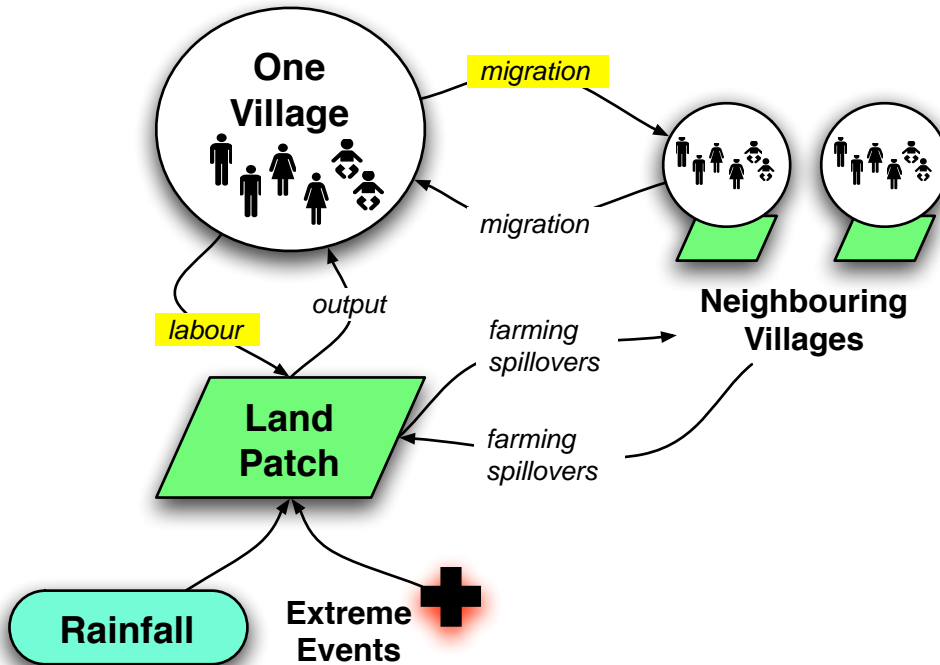 One
Village
migration
migration
labour
output
Neighbouring
Villages
farming
spillovers
Land
Patch
farming
spillovers
Rainfall
Extreme
Events